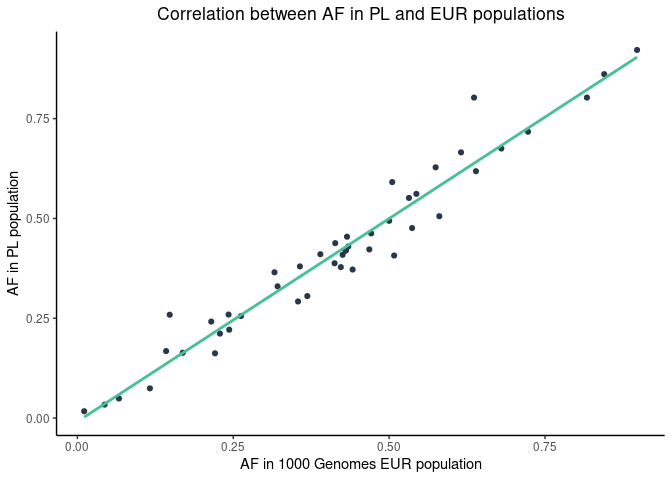 Correlation between AF in PL and EUR populations
AF in PL population
0.75
0.50
0.25
0.00
0.00 0.25 0.50 0.75
AF in 1000 Genomes EUR population